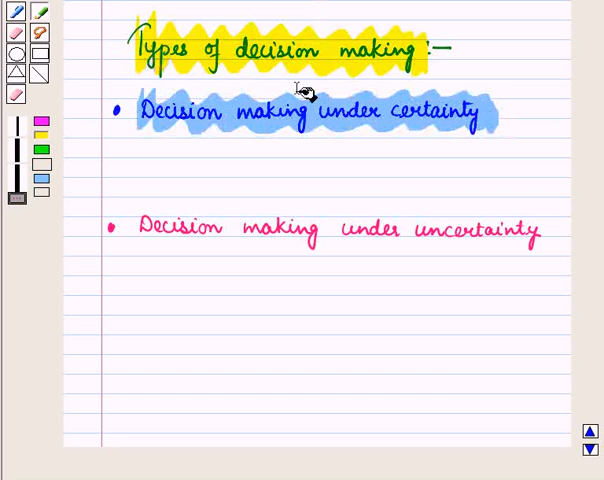 Types of decision making :-
• Decision making under certainty
• Decision making under uncertainty